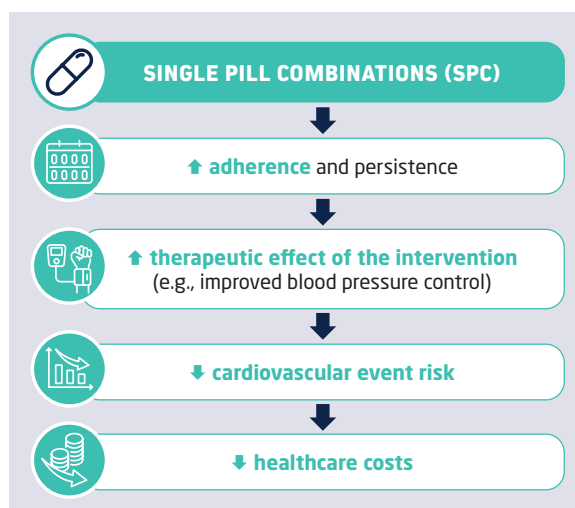 SINGLE PILL COMBINATIONS (SPC)
⬆ adherence and persistence
⬆ therapeutic effect of the intervention
(e.g., improved blood pressure control)
⬇ cardiovascular event risk
⬇ healthcare costs